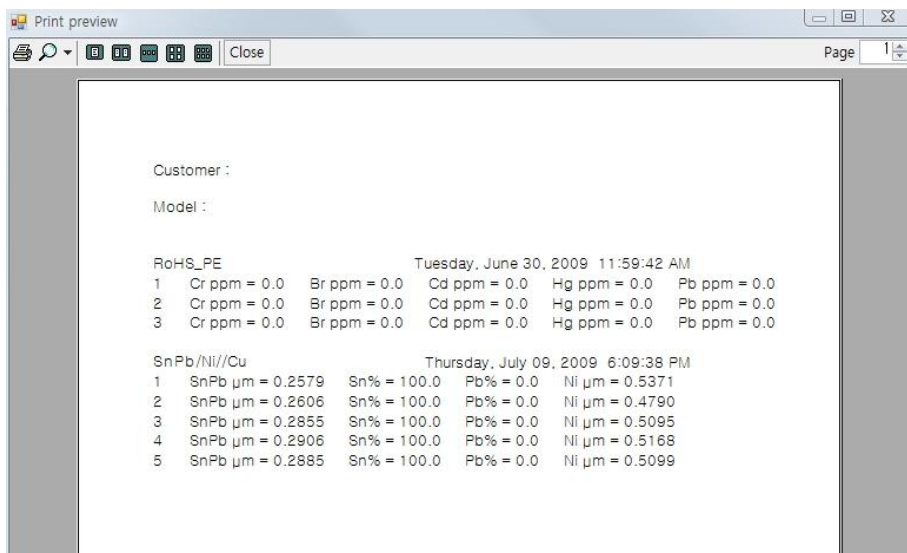 Print preview
Close
Page 1
Customer :
Model :
RoHS_PE Tuesday, June 30, 2009 11:59:42 AM
1 Cr ppm = 0.0 Br ppm = 0.0 Cd ppm = 0.0 Hg ppm = 0.0 Pb ppm = 0.0
2 Cr ppm = 0.0 Br ppm = 0.0 Cd ppm = 0.0 Hg ppm = 0.0 Pb ppm = 0.0
3 Cr ppm = 0.0 Br ppm = 0.0 Cd ppm = 0.0 Hg ppm = 0.0 Pb ppm = 0.0
SnPb/Ni//Cu Thursday, July 09, 2009 6:09:38 PM
1 SnPb µm = 0.2579 Sn% = 100.0 Pb% = 0.0 Ni µm = 0.5371
2 SnPb µm = 0.2606 Sn% = 100.0 Pb% = 0.0 Ni µm = 0.4790
3 SnPb µm = 0.2855 Sn% = 100.0 Pb% = 0.0 Ni µm = 0.5095
4 SnPb µm = 0.2906 Sn% = 100.0 Pb% = 0.0 Ni µm = 0.5168
5 SnPb µm = 0.2885 Sn% = 100.0 Pb% = 0.0 Ni µm = 0.5099